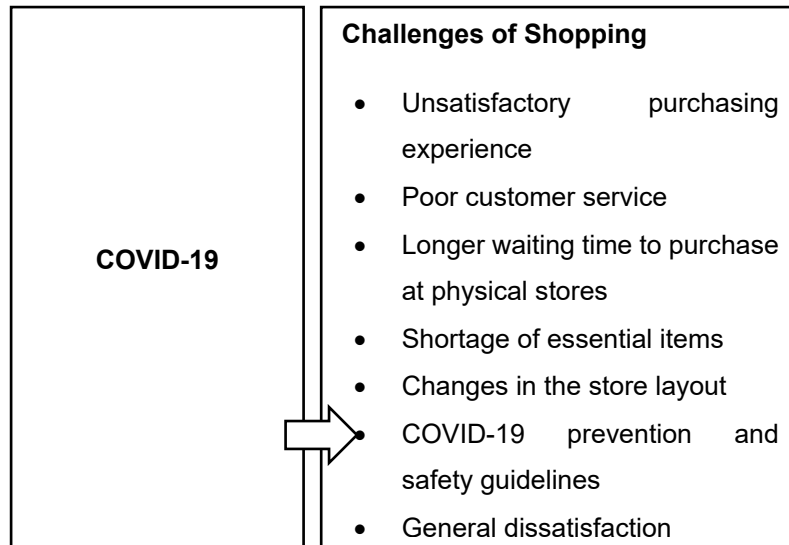 COVID-19
Challenges of Shopping
• Unsatisfactory purchasing
experience
• Poor customer service
• Longer waiting time to purchase
at physical stores
• Shortage of essential items
• Changes in the store layout
• COVID-19 prevention and
safety guidelines
• General dissatisfaction